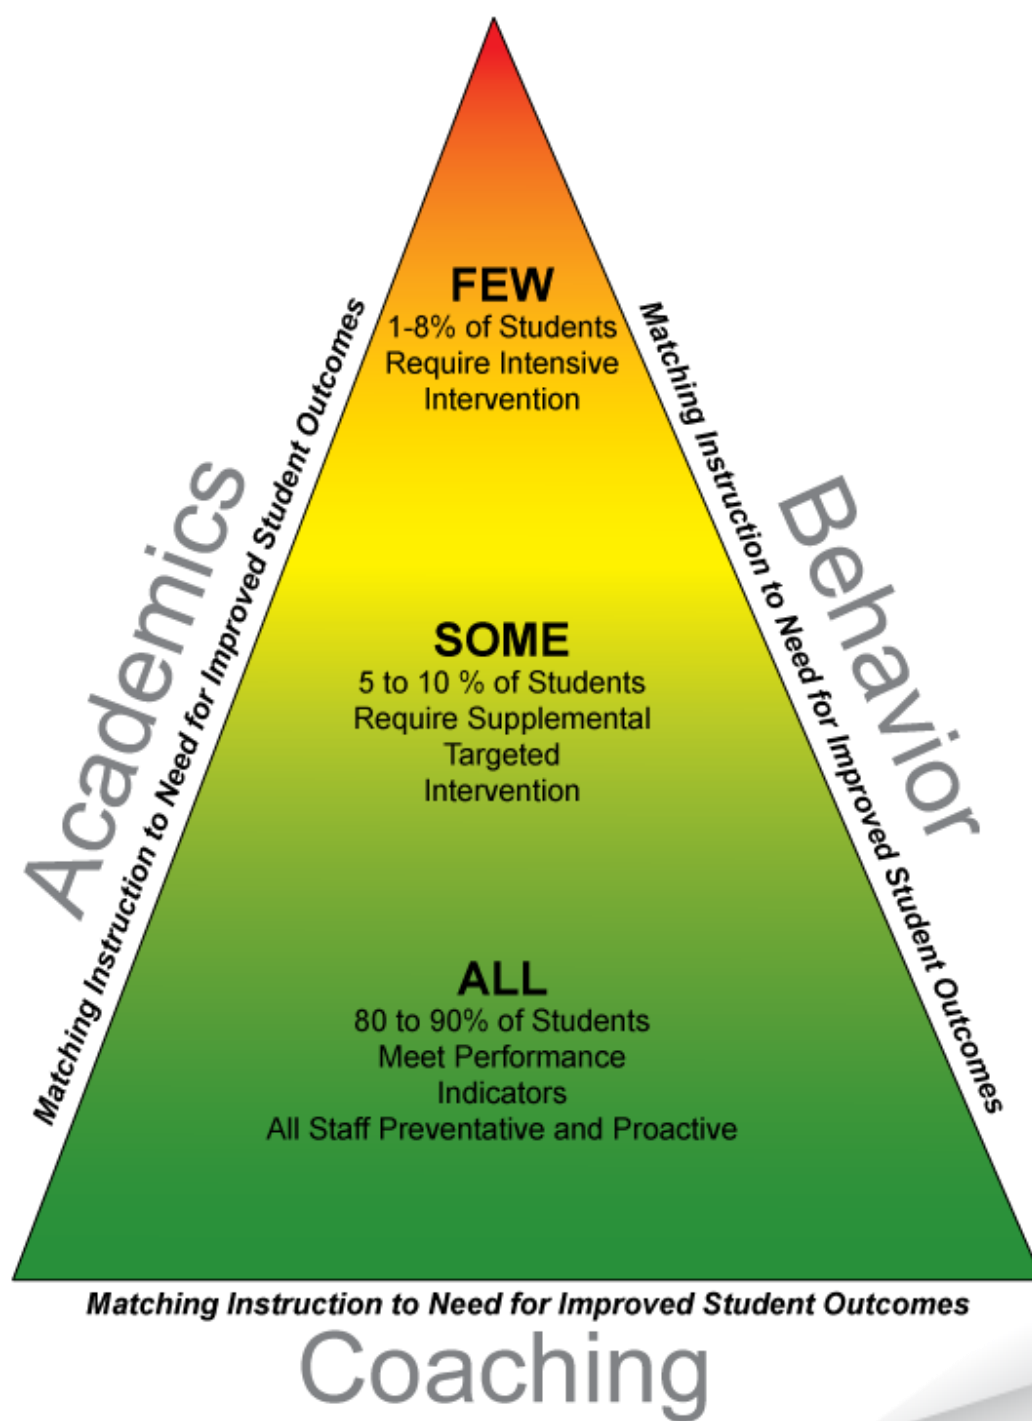 FEW
1-8% of Students
Require Intensive
Intervention
SOME
5 to 10 % of Students
Require Supplemental
Targeted
Intervention
ALL
80 to 90% of Students
Meet Performance
Indicators
All Staff Preventative and Proactive
Academics
Matching Instruction to Need for Improved Student Outcomes
Behavior
Matching Instruction to Need for Improved Student Outcomes
Matching Instruction to Need for Improved Student Outcomes
Coaching